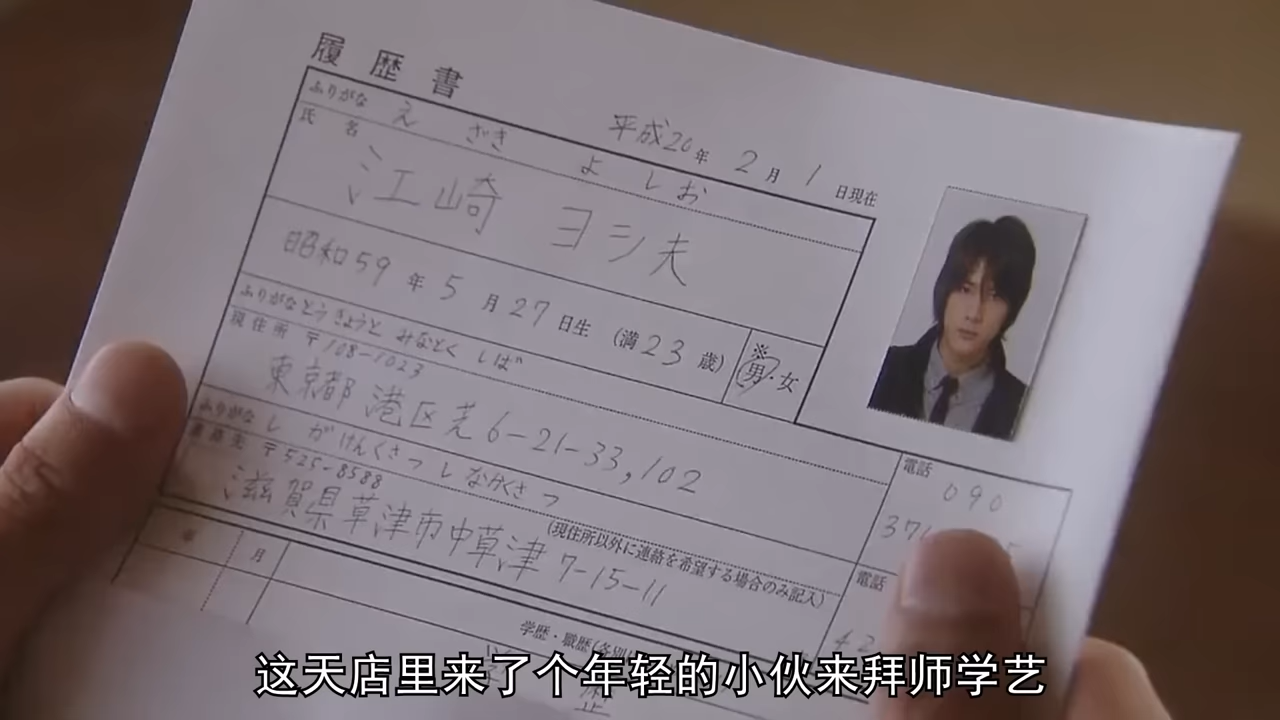 履歴書
平成20年 2月 1日現在
ふりがな え ざき よ しお
氏 名
江崎 ヨシ夫
昭和59年 5月 27日生 (満23歳)
※
男・女
ふりがな とうきょうと みなとく しば
現住所 〒108-1023
東京都 港区芝6-21-33,102
電話 090
ふりがな し がけんくさつ し なかくさ つ
連絡先 〒525-8588
(現住所以外に連絡を希望する場合のみ記入)
滋賀県草津市中草津7-15-11
電話
42
年 月
学歴・職歴
这天店里来了个年轻的小伙来拜师学艺